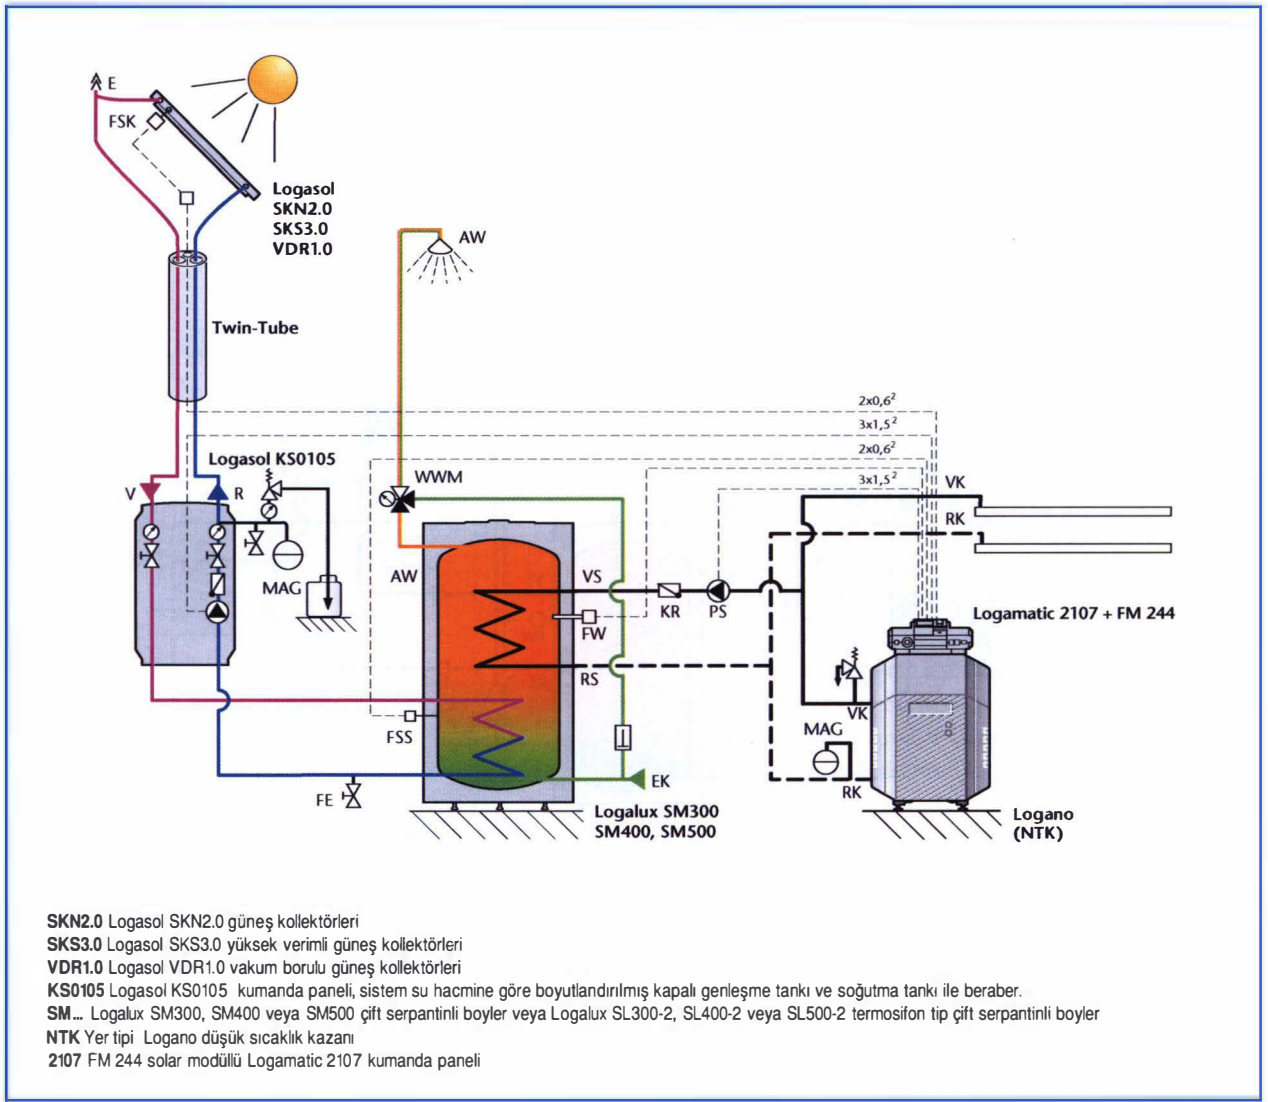 E
FSK
Logasol
SKN2.0
SKS3.0
VDR1.0
AW
Twin-Tube
2x0,6²
3x1,5²
2x0,6²
3x1,5²
Logasol KS0105
V
R
WWM
VK
RK
MAG
AW
VS
KR
PS
FW
RS
Logamatic 2107 + FM 244
FSS
VK
MAG
RK
FE
EK
Logalux SM300
SM400, SM500
Logano
(NTK)
SKN2.0 Logasol SKN2.0 güneş kollektörleri
SKS3.0 Logasol SKS3.0 yüksek verimli güneş kollektörleri
VDR1.0 Logasol VDR1.0 vakum borulu güneş kollektörleri
KS0105 Logasol KS0105 kumanda paneli, sistem su hacmine göre boyutlandırılmış kapalı genleşme tankı ve soğutma tankı ile beraber.
SM... Logalux SM300, SM400 veya SM500 çift serpantinli boyler veya Logalux SL300-2, SL400-2 veya SL500-2 termosifon tip çift serpantinli boyler
NTK Yer tipi Logano düşük sıcaklık kazanı
2107 FM 244 solar modüllü Logamatic 2107 kumanda paneli